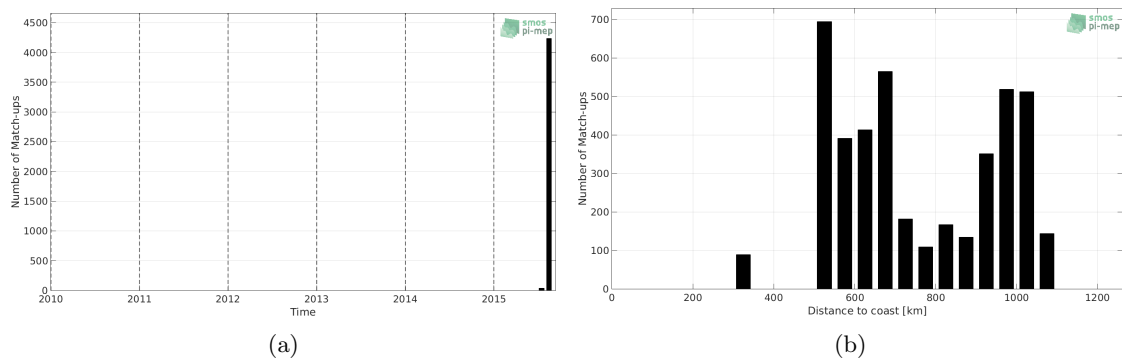 4500
4000
3500
3000
2500
2000
1500
1000
500
0
Number of Match-ups
2010 2011 2012 2013 2014 2015
Time
smos
pi-mep
(a)
700
600
500
400
300
200
100
0
Number of Match-ups
0 200 400 600 800 1000 1200
Distance to coast [km]
smos
pi-mep
(b)